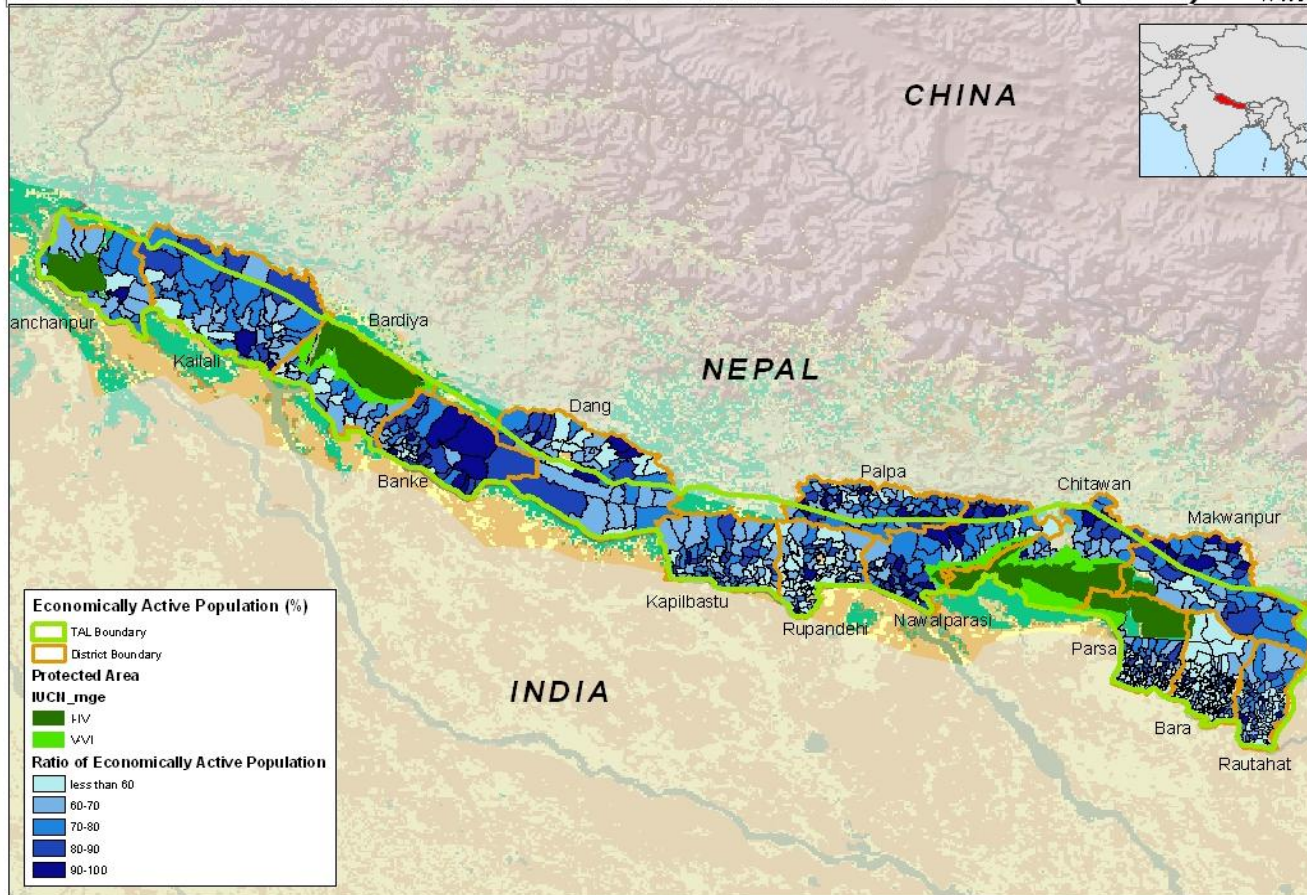 CHINA
NEPAL
INDIA
anchanpur
Kailali
Bardiya
Banke
Dang
Kapilbastu
Rupandehi
Palpa
Nawalparasi
Chitawan
Makwanpur
Parsa
Bara
Rautahat
Economically Active Population (%)
TAL Boundary
District Boundary
Protected Area
IUCN_mge
I-IV
V-VI
Ratio of Economically Active Population
less than 60
60-70
70-80
80-90
90-100